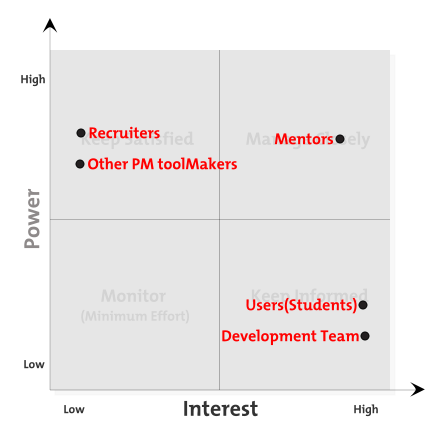 High
Recruiters
Keep Satisfied
Mentors
Manage Closely
Other PM toolMakers
Power
Monitor
(Minimum Effort)
Keep Informed
Users(Students)
Development Team
Low
Low
Interest
High